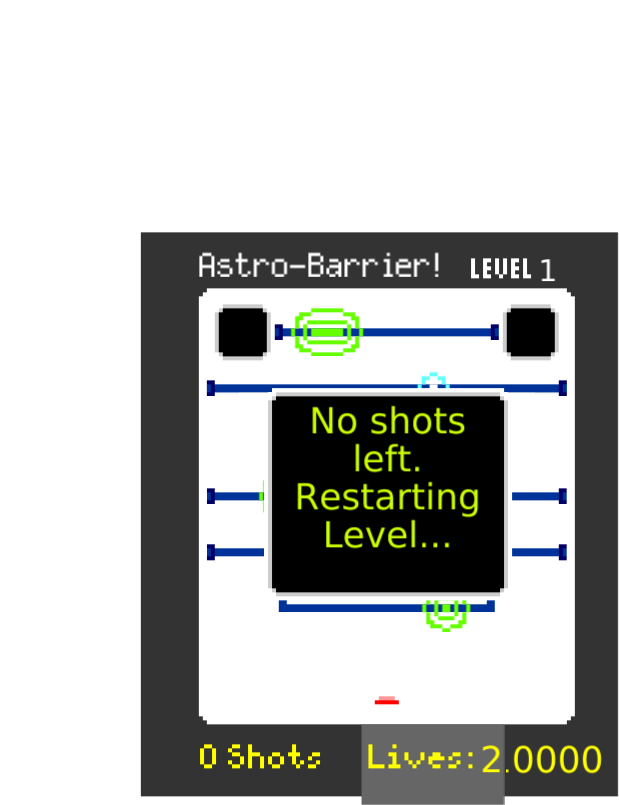 Astro-Barrier! LEVEL 1
No shots
left.
Restarting
Level...
0 Shots Lives: 2.0000